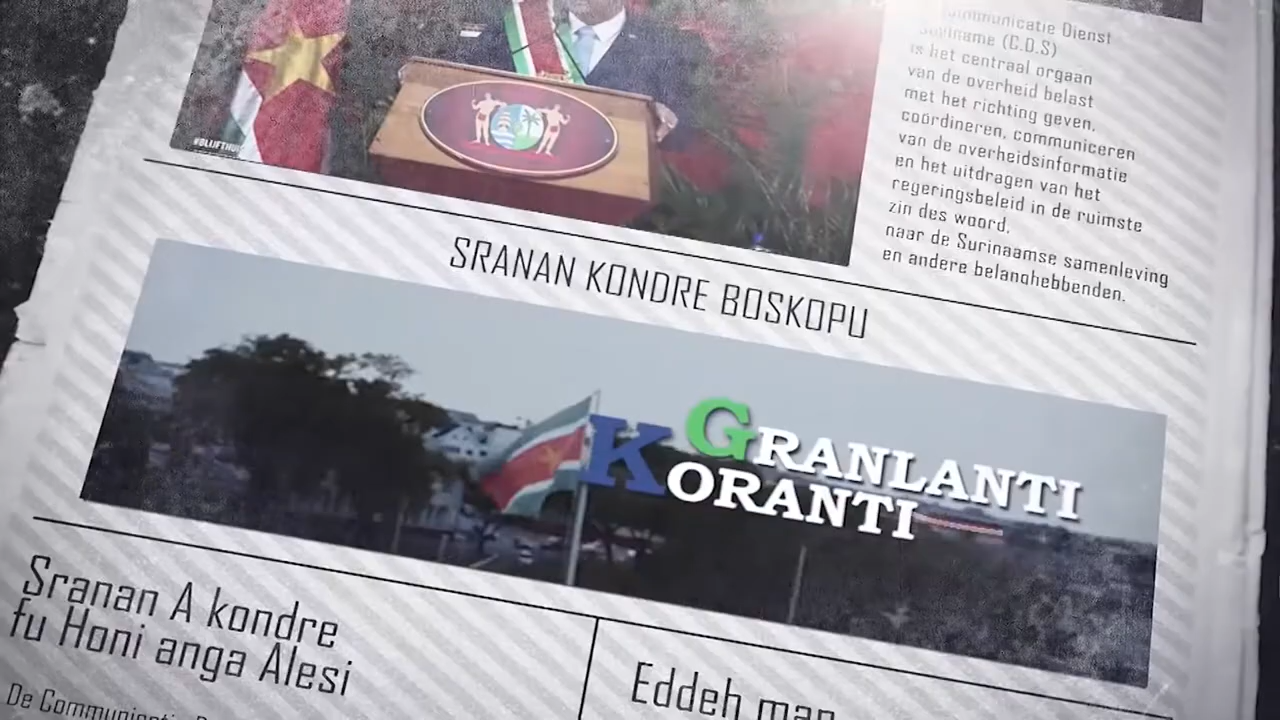 Communicatie Dienst
Suriname (C.D.S)
is het centraal orgaan
van de overheid belast
met het richting geven,
coördineren, communiceren
van de overheidsinformatie
en het uitdragen van het
regeringsbeleid in de ruimste
zin des woord,
naar de Surinaamse samenleving
en andere belanghebbenden.
SRANAN KONDRE BOSKOPU
GRANLANTI
KORANTI
Sranan A kondre
fu Honi anga Alesi
Eddeh man
De